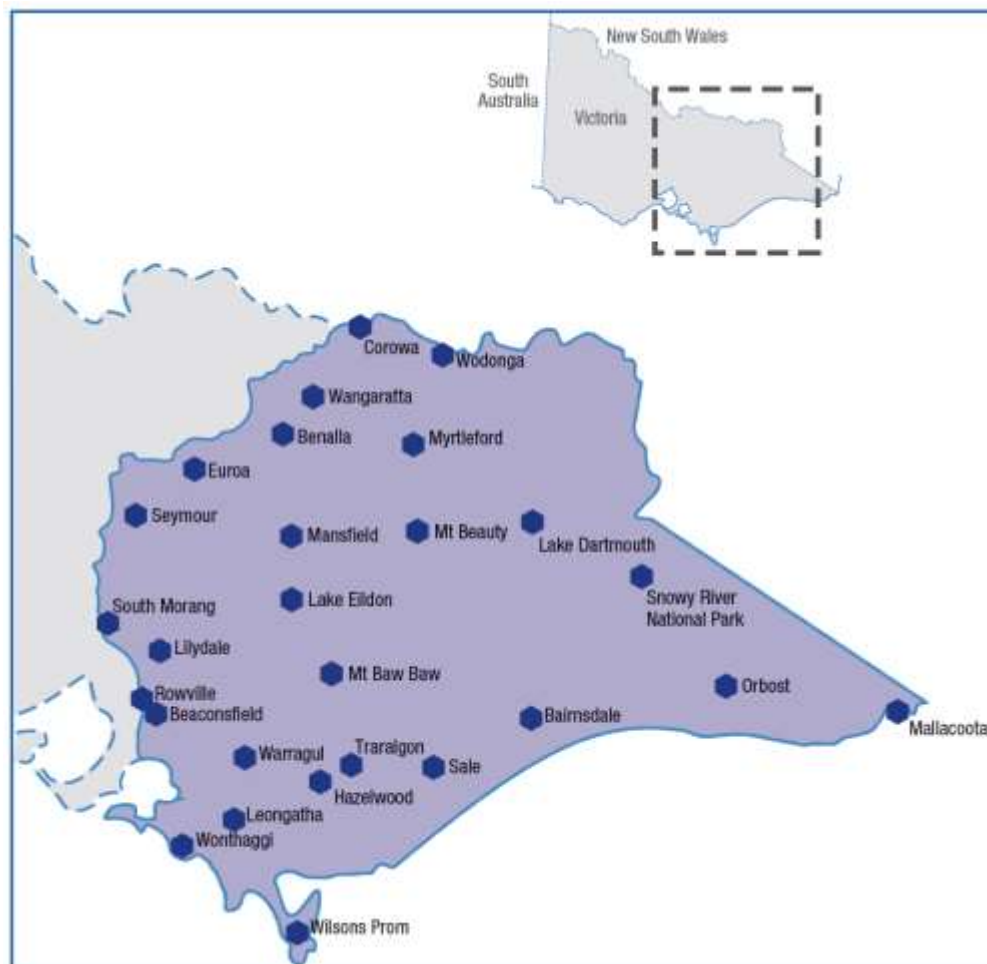 New South Wales
South
Australia
Victoria
Corowa
Wodonga
Wangaratta
Benalla
Myrtleford
Euroa
Seymour
Mansfield
Mt Beauty
Lake Dartmouth
Lake Eildon
Snowy River
National Park
South Morang
Lilydale
Mt Baw Baw
Orbost
Rowville
Beaconsfield
Bairnsdale
Mallacoota
Warragul
Traralgon
Sale
Hazelwood
Leongatha
Wonthaggi
Wilsons Prom